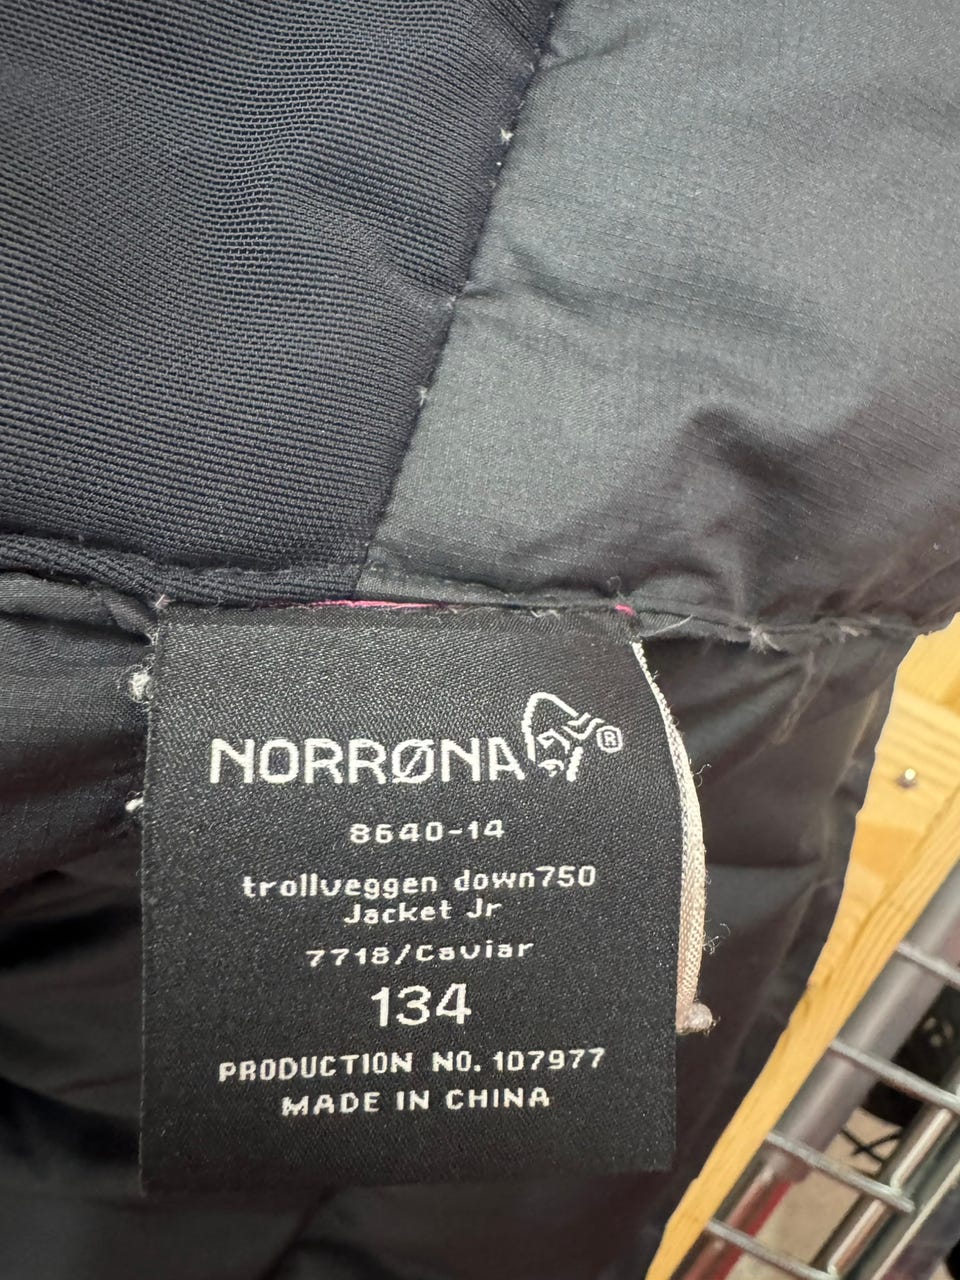 NORRØNA®
8640-14
trollveggen down750
Jacket Jr
7718/Caviar
134
PRODUCTION NO. 107977
MADE IN CHINA